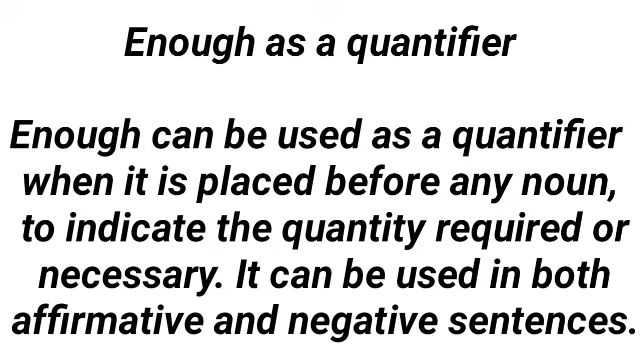 Enough as a quantifier
Enough can be used as a quantifier
when it is placed before any noun,
to indicate the quantity required or
necessary. It can be used in both
affirmative and negative sentences.